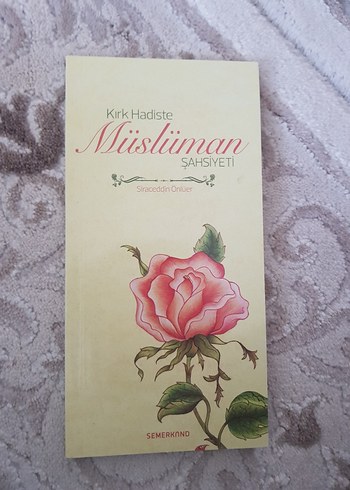 Kırk Hadiste
Müslüman
ŞAHSİYETİ
Siraceddin Önlüer
SEMERKAND